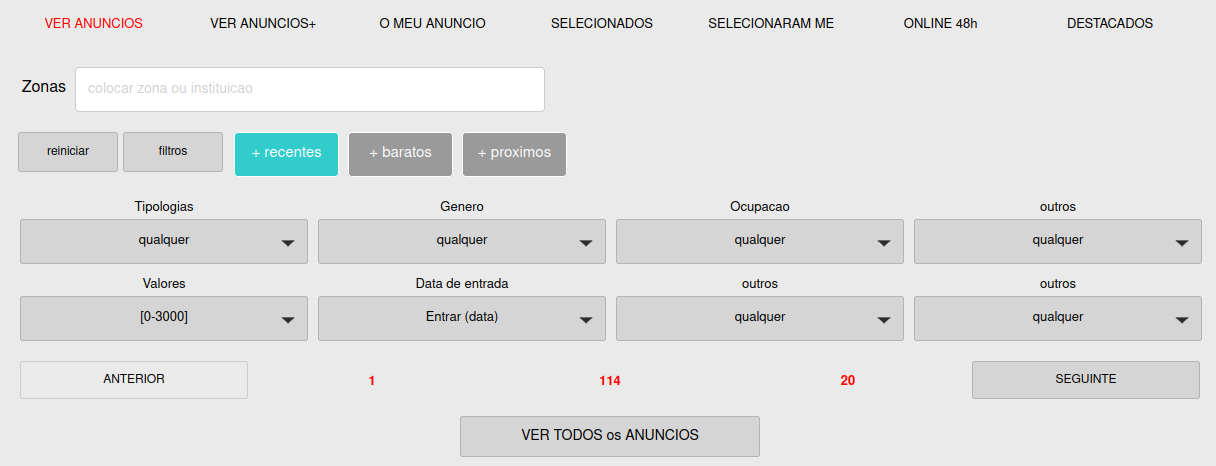 VER ANUNCIOS VER ANUNCIOS+ O MEU ANUNCIO SELECIONADOS SELECIONARAM ME ONLINE 48h DESTACADOS
Zonas colocar zona ou instituicao
reiniciar filtros + recentes + baratos + proximos
Tipologias Genero Ocupacao outros
qualquer qualquer qualquer qualquer
Valores Data de entrada outros outros
[0-3000] Entrar (data) qualquer qualquer
ANTERIOR 1 114 20 SEGUINTE
VER TODOS os ANUNCIOS